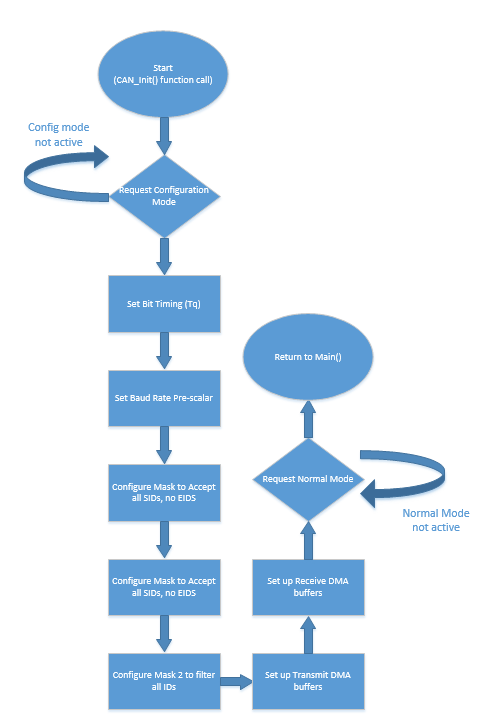 Start
(CAN_Init() function call)
Config mode
not active
Request Configuration
Mode
Set Bit Timing (Tq)
Set Baud Rate Pre-scalar
Configure Mask to Accept
all SIDs, no EIDS
Configure Mask to Accept
all SIDs, no EIDS
Configure Mask 2 to filter
all IDs
Set up Transmit DMA
buffers
Set up Receive DMA
buffers
Request Normal Mode
Normal Mode
not active
Return to Main()